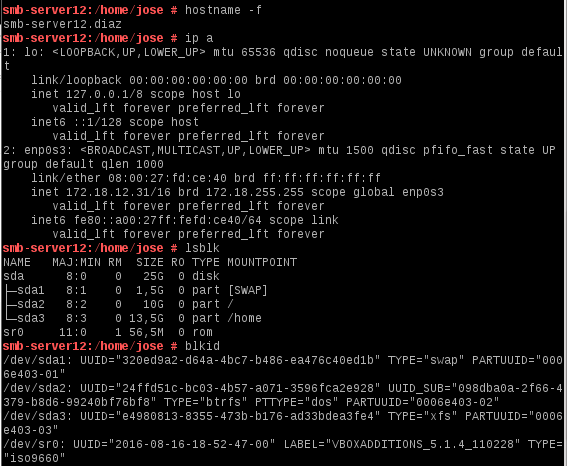 smb-server12:/home/jose # hostname -f
smb-server12.diaz
smb-server12:/home/jose # ip a
1: lo: <LOOPBACK,UP,LOWER_UP> mtu 65536 qdisc noqueue state UNKNOWN group defaul
t
    link/loopback 00:00:00:00:00:00 brd 00:00:00:00:00:00
    inet 127.0.0.1/8 scope host lo
       valid_lft forever preferred_lft forever
    inet6 ::1/128 scope host
       valid_lft forever preferred_lft forever
2: enp0s3: <BROADCAST,MULTICAST,UP,LOWER_UP> mtu 1500 qdisc pfifo_fast state UP
group default qlen 1000
    link/ether 08:00:27:fd:ce:40 brd ff:ff:ff:ff:ff:ff
    inet 172.18.12.31/16 brd 172.18.255.255 scope global enp0s3
       valid_lft forever preferred_lft forever
    inet6 fe80::a00:27ff:fefd:ce40/64 scope link
       valid_lft forever preferred_lft forever
smb-server12:/home/jose # lsblk
NAME   MAJ:MIN RM  SIZE RO TYPE MOUNTPOINT
sda      8:0    0   25G  0 disk
├─sda1   8:1    0  1,5G  0 part [SWAP]
├─sda2   8:2    0   10G  0 part /
└─sda3   8:3    0 13,5G  0 part /home
sr0     11:0    1 56,5M  0 rom
smb-server12:/home/jose # blkid
/dev/sda1: UUID="320ed9a2-d64a-4bc7-b486-ea476c40ed1b" TYPE="swap" PARTUUID="000
6e403-01"
/dev/sda2: UUID="24ffd51c-bc03-4b57-a071-3596fca2e928" UUID_SUB="098dba0a-2f66-4
379-b8d6-99240bf76bf8" TYPE="btrfs" PTTYPE="dos" PARTUUID="0006e403-02"
/dev/sda3: UUID="e4980813-8355-473b-b176-ad33bdea3fe4" TYPE="xfs" PARTUUID="0006
e403-03"
/dev/sr0: UUID="2016-08-16-18-52-47-00" LABEL="VBOXADDITIONS_5.1.4_110228" TYPE=
"iso9660"